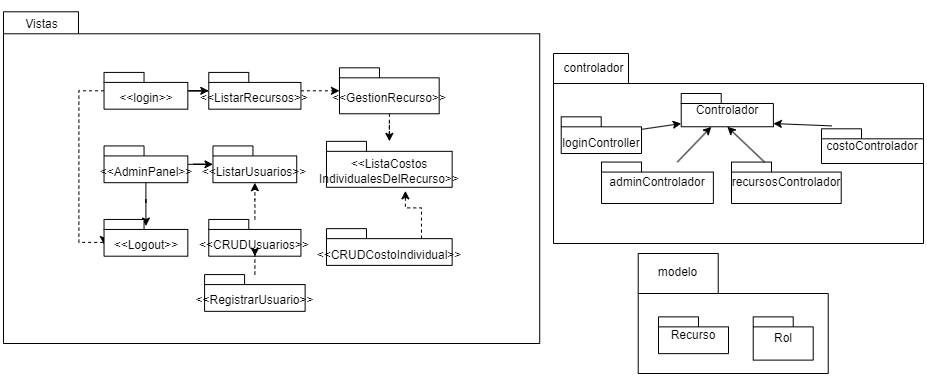 Vistas
<<login>>
<<ListarRecursos>>
<<GestionRecurso>>
<<AdminPanel>>
<<ListarUsuarios>>
<<ListaCostos
IndividualesDelRecurso>>
<<Logout>>
<<CRUDUsuarios>>
<<CRUDCostoIndividual>>
<<RegistrarUsuario>>
controlador
Controlador
loginController
costoControlador
adminControlador
recursosControlador
modelo
Recurso
Rol